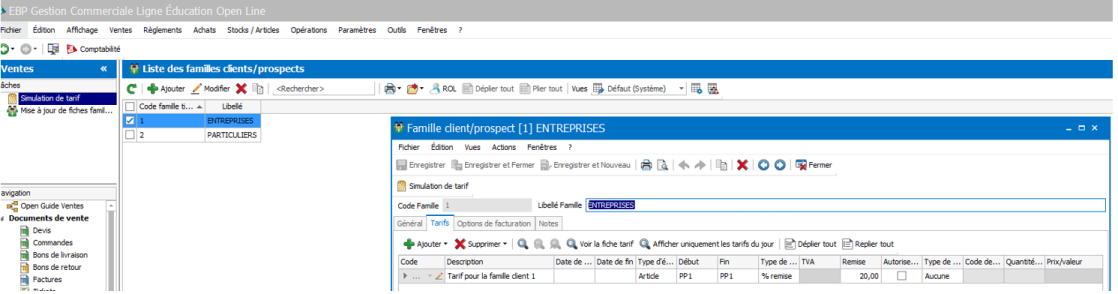 EBP Gestion Commerciale Ligne Éducation Open Line
Fichier Édition Affichage Ventes Règlements Achats Stocks / Articles Opérations Paramètres Outils Fenêtres ?
Comptabilité
Ventes «
âches
Simulation de tarif
Mise à jour de fiches famil...
Liste des familles clients/prospects
Ajouter Modifier <Rechercher> ROL Déplier tout Plier tout Vues Défaut (Système)
Code famille ti... Libellé
1 ENTREPRISES
2 PARTICULIERS
avigation
Open Guide Ventes
Documents de vente
Devis
Commandes
Bons de livraison
Bons de retour
Factures
Tickets
Famille client/prospect [1] ENTREPRISES
Fichier Édition Vues Actions Fenêtres ?
Enregistrer Enregistrer et Fermer Enregistrer et Nouveau Fermer
Simulation de tarif
Code Famille 1 Libellé Famille ENTREPRISES
Général Tarifs Options de facturation Notes
Ajouter Supprimer Voir la fiche tarif Afficher uniquement les tarifs du jour Déplier tout Replier tout
Code Description Date de ... Date de fin Type d'é... Début Fin Type de ... TVA Remise Autorise... Type de ... Code de... Quantité... Prix/valeur
... Tarif pour la famille client 1 Article PP1 PP1 % remise 20,00 Aucune